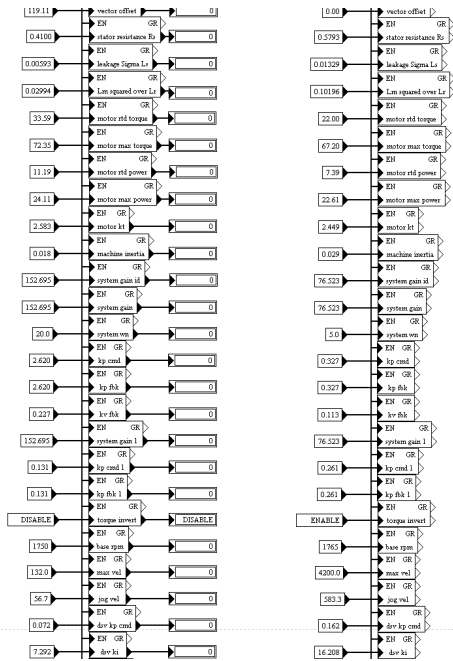 119.11 vector offset 0
EN GR
0.4100 stator resistance Rs 0
EN GR
0.00593 leakage Sigma Ls 0
EN GR
0.02994 Lm squared over Lr 0
EN GR
33.59 motor rtd torque 0
EN GR
72.35 motor max torque 0
EN GR
11.19 motor rtd power 0
EN GR
24.11 motor max power 0
EN GR
2.583 motor kt 0
EN GR
0.018 machine inertia 0
EN GR
152.695 system gain id 0
EN GR
152.695 system gain 0
EN GR
20.0 system wn 0
EN GR
2.620 kp cmd 0
EN GR
2.620 kp fbk 0
EN GR
0.227 kv fbk 0
EN GR
152.695 system gain 1 0
EN GR
0.131 kp cmd 1 0
EN GR
0.131 kp fbk 1 0
EN GR
DISABLE torque invert DISABLE
EN GR
1750 base rpm 0
EN GR
132.0 max vel 0
EN GR
56.7 jog vel 0
EN GR
0.072 dsv kp cmd 0
EN GR
7.292 dsv ki 0
0.00 vector offset
EN GR
0.5793 stator resistance Rs
EN GR
0.01329 leakage Sigma Ls
EN GR
0.10196 Lm squared over Lr
EN GR
22.00 motor rtd torque
EN GR
67.20 motor max torque
EN GR
7.39 motor rtd power
EN GR
22.61 motor max power
EN GR
2.449 motor kt
EN GR
0.029 machine inertia
EN GR
76.523 system gain id
EN GR
76.523 system gain
EN GR
5.0 system wn
EN GR
0.327 kp cmd
EN GR
0.327 kp fbk
EN GR
0.113 kv fbk
EN GR
76.523 system gain 1
EN GR
0.261 kp cmd 1
EN GR
0.261 kp fbk 1
EN GR
ENABLE torque invert
EN GR
1765 base rpm
EN GR
4200.0 max vel
EN GR
583.3 jog vel
EN GR
0.162 dsv kp cmd
EN GR
16.208 dsv ki